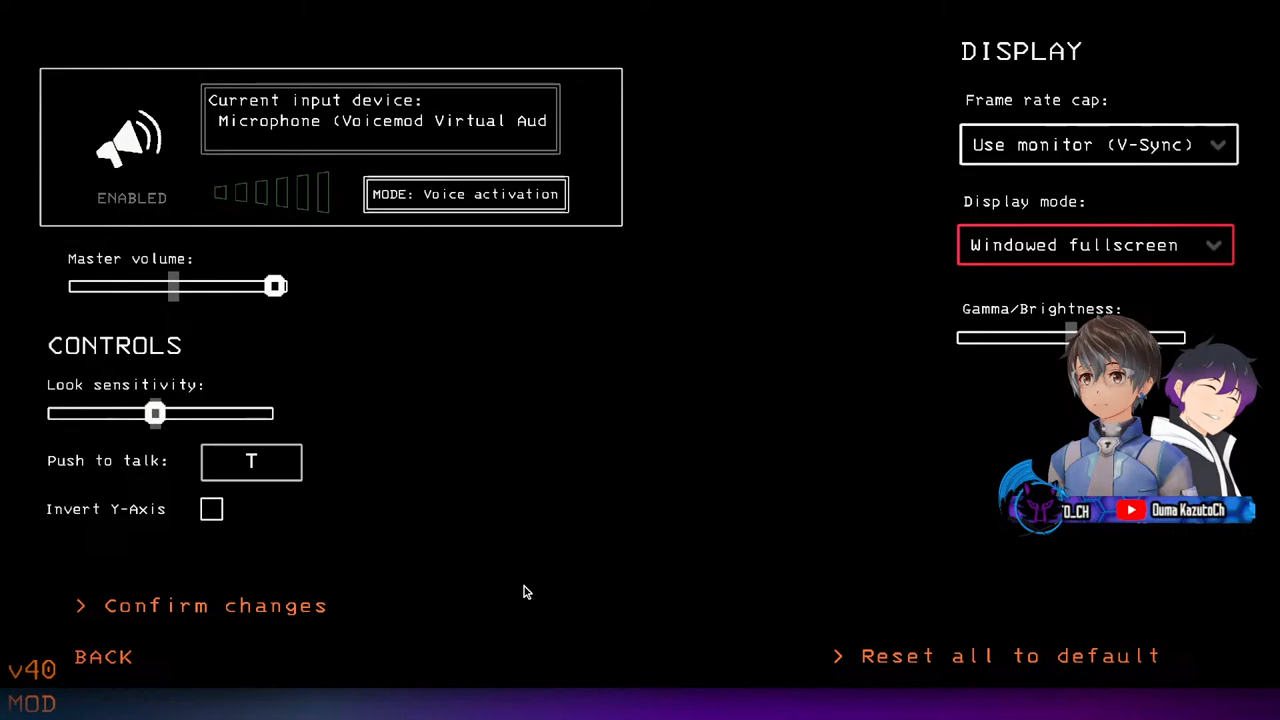 Current input device:
Microphone (Voicemod Virtual Aud
ENABLED
MODE: Voice activation
Master volume:
CONTROLS
Look sensitivity:
Push to talk: T
Invert Y-Axis
> Confirm changes
BACK
v40
MOD
DISPLAY
Frame rate cap:
Use monitor (V-Sync)
Display mode:
Windowed fullscreen
Gamma/Brightness:
TO_CH Ouma KazutoCh
> Reset all to default